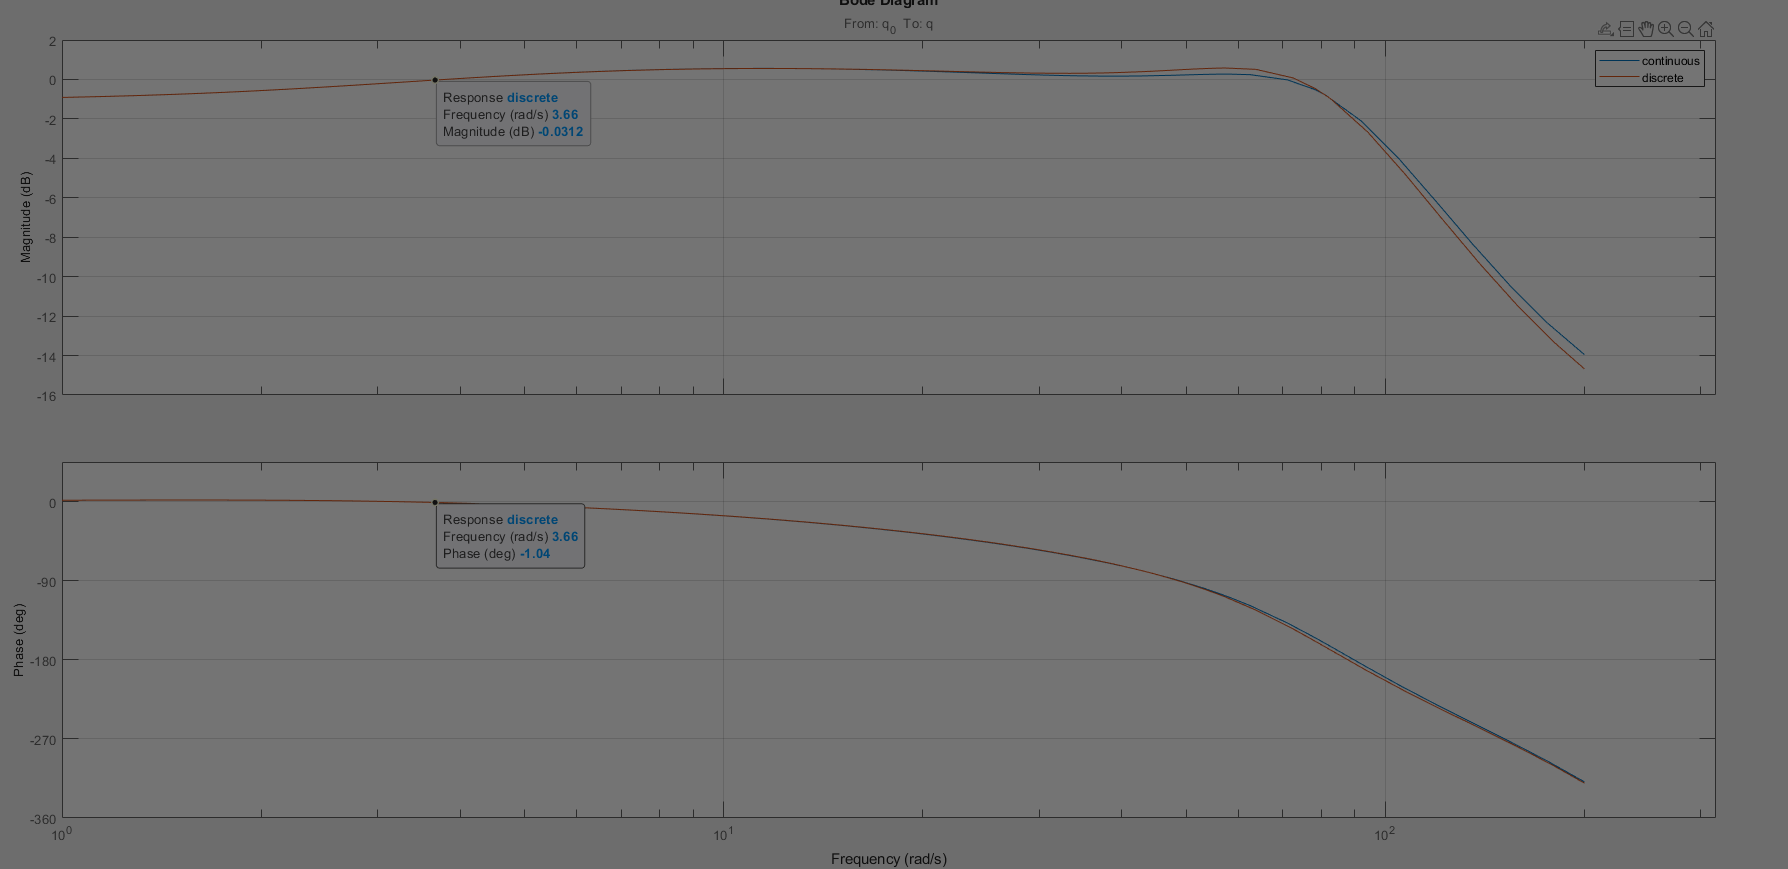 Bode Diagram
From: q0 To: q
continuous
discrete
2
0
-2
-4
-6
-8
-10
-12
-14
-16
Magnitude (dB)
Response discrete
Frequency (rad/s) 3.66
Magnitude (dB) -0.0312
0
-90
-180
-270
-360
Phase (deg)
Response discrete
Frequency (rad/s) 3.66
Phase (deg) -1.04
10^0
10^1
10^2
Frequency (rad/s)